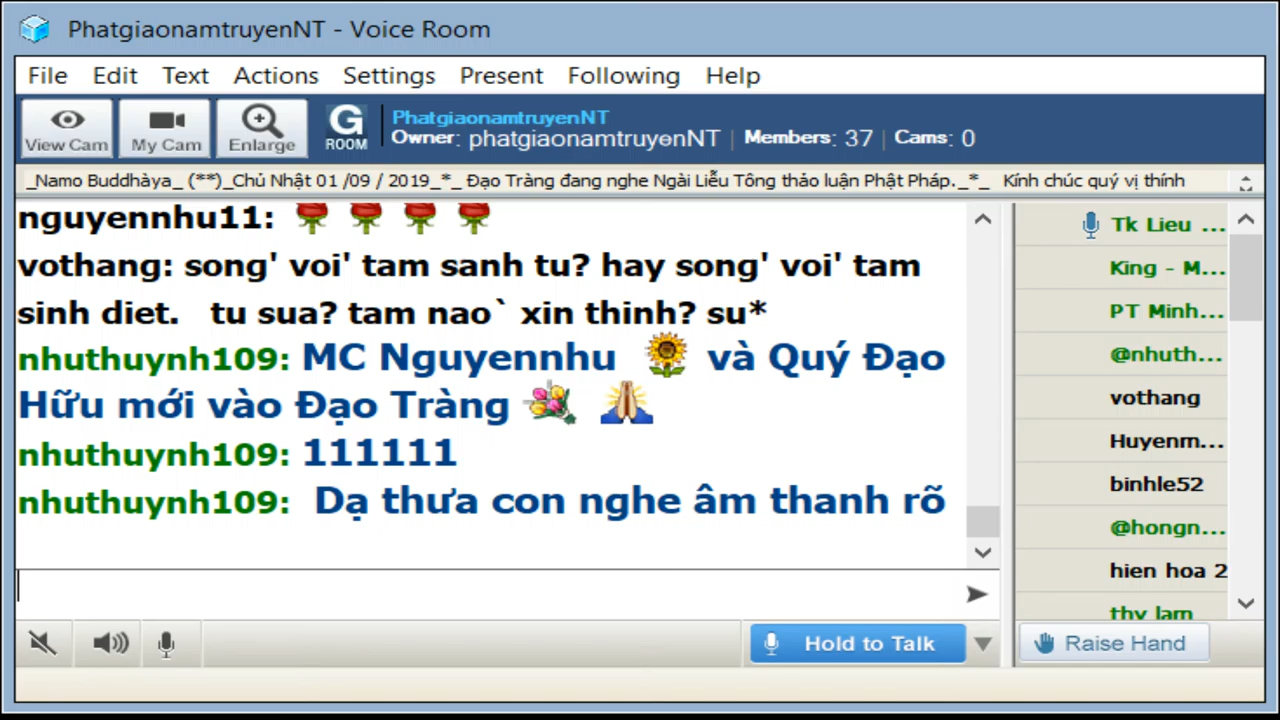 PhatgiaonamtruyenNT - Voice Room
File Edit Text Actions Settings Present Following Help
View Cam My Cam Enlarge G ROOM
PhatgiaonamtruyenNT
Owner: phatgiaonamtruyenNT | Members: 37 | Cams: 0
_Namo Buddhàya_ (**)_Chủ Nhật 01 /09 / 2019_*_ Đạo Tràng đang nghe Ngài Liễu Tông thảo luận Phật Pháp._*_ Kính chúc quý vị thính
nguyennhu11:
vothang: song' voi' tam sanh tu? hay song' voi' tam
sinh diet. tu sua? tam nao` xin thinh? su*
nhuthuynh109: MC Nguyennhu và Quý Đạo
Hữu mới vào Đạo Tràng
nhuthuynh109: 111111
nhuthuynh109: Dạ thưa con nghe âm thanh rõ
Tk Lieu ...
King - M...
PT Minh...
@nhuth...
vothang
Huyenm...
binhle52
@hongn...
hien hoa 2
thy lam
Hold to Talk
Raise Hand